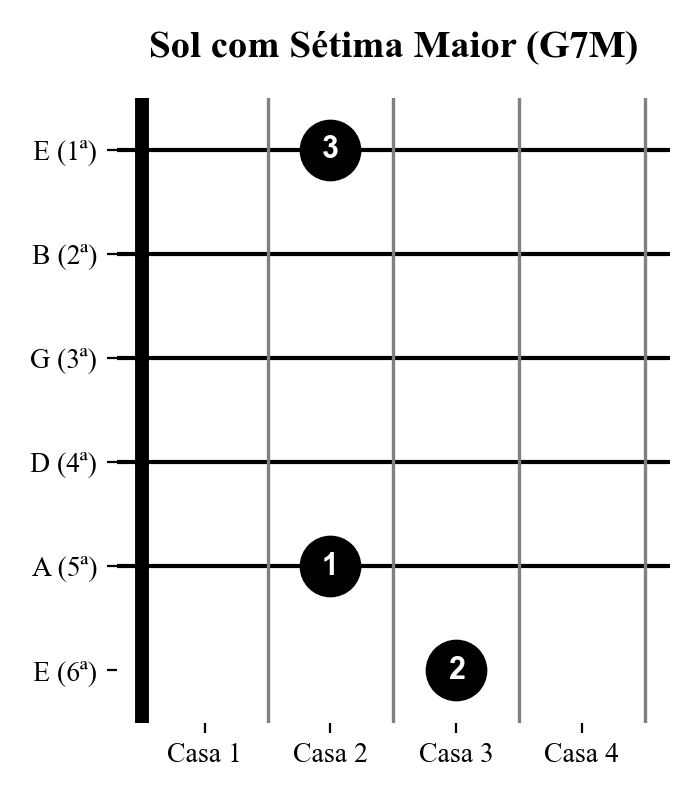 Sol com Sétima Maior (G7M)
E (1ª)
3
B (2ª)
G (3ª)
D (4ª)
A (5ª)
1
E (6ª)
2
Casa 1 Casa 2 Casa 3 Casa 4